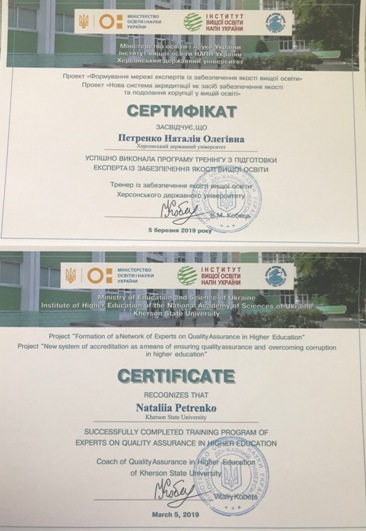 МІНІСТЕРСТВО
ОСВІТИ І НАУКИ
УКРАЇНИ
ІНСТИТУТ
ВИЩОЇ ОСВІТИ
НАПН УКРАЇНИ
Міністерство освіти і науки України
Інститут вищої освіти НАПН України
Херсонський державний університет
Проект «Формування мережі експертів із забезпечення якості вищої освіти»
Проект «Нова система акредитації як засіб забезпечення якості
та подолання корупції у вищій освіті»
СЕРТИФІКАТ
ЗАСВІДЧУЄ, ЩО
Петренко Наталія Олегівна
Херсонський державний університет
УСПІШНО ВИКОНАЛА ПРОГРАМУ ТРЕНІНГУ З ПІДГОТОВКИ
ЕКСПЕРТА ІЗ ЗАБЕЗПЕЧЕННЯ ЯКОСТІ ВИЩОЇ ОСВІТИ
Тренер із забезпечення якості вищої освіти
Херсонського державного університету
В.М. Кобець
5 березня 2019 року
МІНІСТЕРСТВО
ОСВІТИ І НАУКИ
УКРАЇНИ
ІНСТИТУТ
ВИЩОЇ ОСВІТИ
НАПН УКРАЇНИ
Ministry of Education and Science of Ukraine
Institute of Higher Education of the National Academy of Sciences of Ukraine
Kherson State University
Project "Formation of a Network of Experts on Quality Assurance in Higher Education"
Project "New system of accreditation as a means of ensuring quality assurance and overcoming corruption
in higher education"
CERTIFICATE
RECOGNIZES THAT
Nataliia Petrenko
Kherson State University
SUCCESSFULLY COMPLETED TRAINING PROGRAM OF
EXPERTS ON QUALITY ASSURANCE IN HIGHER EDUCATION
Coach of Quality Assurance in Higher Education
of Kherson State University
Vitaliy Kobets
March 5, 2019